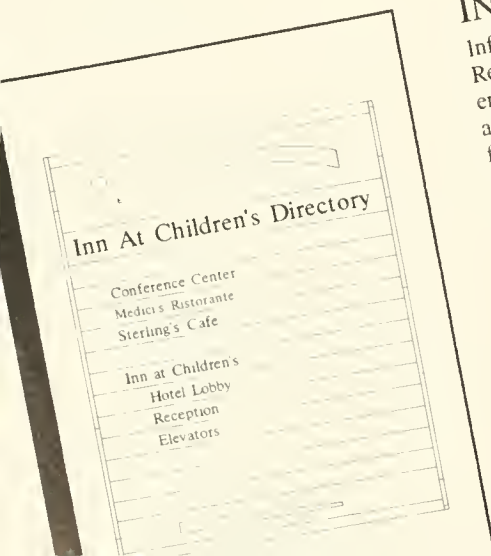 Inn At Children's Directory
Conference Center
Medici's Ristorante
Sterling's Cafe
Inn at Children's
Hotel Lobby
Reception
Elevators